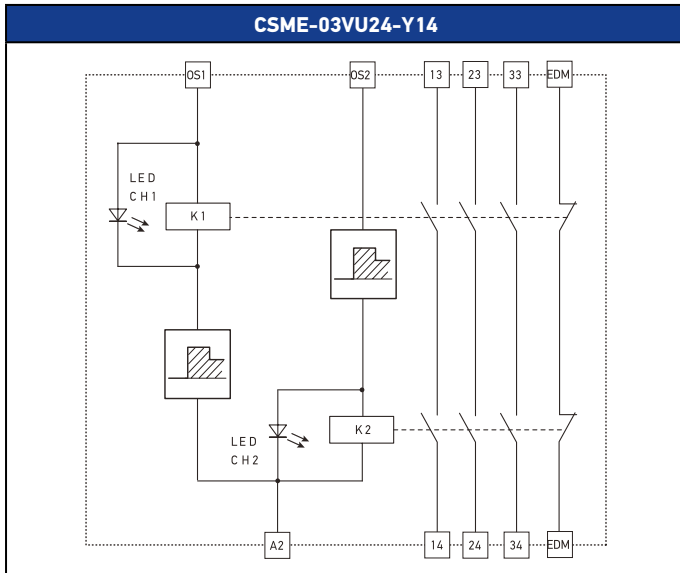 CSME-03VU24-Y14
OS1 OS2 13 23 33 EDM
LED
CH1
K1
LED
CH2
K2
A2 14 24 34 EDM